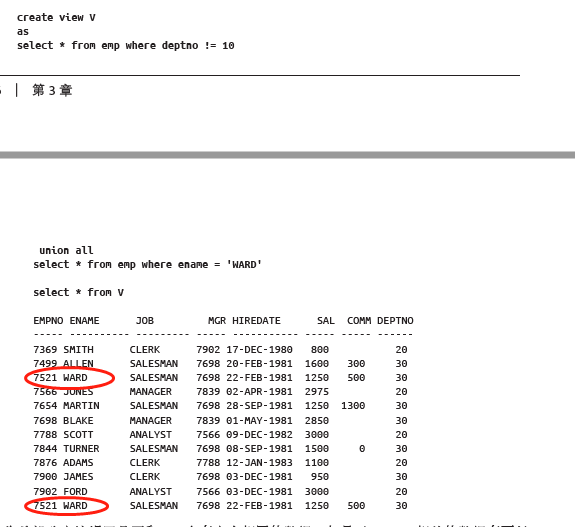 create view V
as
select * from emp where deptno != 10
| 第 3 章
union all
select * from emp where ename = 'WARD'
select * from V
EMPNO ENAME      JOB         MGR HIREDATE      SAL  COMM DEPTNO
----- ---------- --------- ----- ----------- ----- ----- ------
7369 SMITH      CLERK      7902 17-DEC-1980   800           20
7499 ALLEN      SALESMAN   7698 20-FEB-1981  1600   300     30
7521 WARD       SALESMAN   7698 22-FEB-1981  1250   500     30
7566 JONES      MANAGER    7839 02-APR-1981  2975           20
7654 MARTIN     SALESMAN   7698 28-SEP-1981  1250  1300     30
7698 BLAKE      MANAGER    7839 01-MAY-1981  2850           30
7788 SCOTT      ANALYST    7566 09-DEC-1982  3000           20
7844 TURNER     SALESMAN   7698 08-SEP-1981  1500     0     30
7876 ADAMS      CLERK      7788 12-JAN-1983  1100           20
7900 JAMES      CLERK      7698 03-DEC-1981   950           30
7902 FORD       ANALYST    7566 03-DEC-1981  3000           20
7521 WARD       SALESMAN   7698 22-FEB-1981  1250   500     30